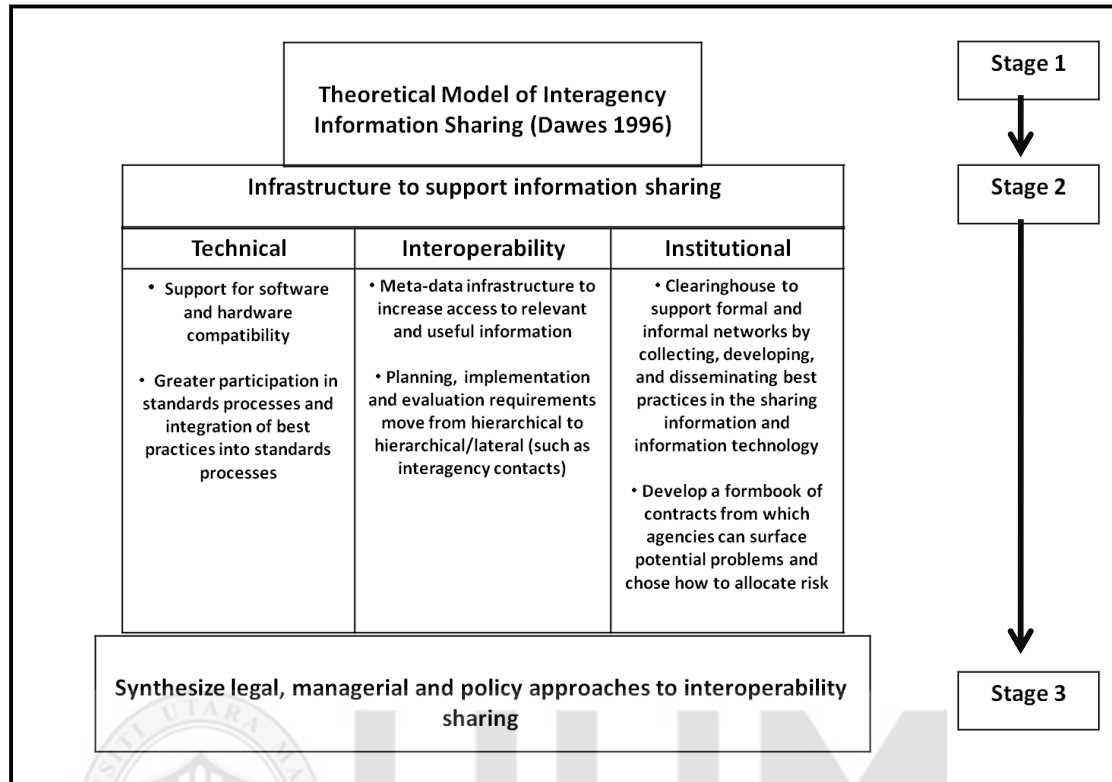 Theoretical Model of Interagency
Information Sharing (Dawes 1996)
Stage 1
Infrastructure to support information sharing
Stage 2
Technical
• Support for software
and hardware
compatibility
• Greater participation in
standards processes and
integration of best
practices into standards
processes
Interoperability
• Meta-data infrastructure to
increase access to relevant
and useful information
• Planning, implementation
and evaluation requirements
move from hierarchical to
hierarchical/lateral (such as
interagency contacts)
Institutional
• Clearinghouse to
support formal and
informal networks by
collecting, developing,
and disseminating best
practices in the sharing
information and
information technology
• Develop a formbook of
contracts from which
agencies can surface
potential problems and
chose how to allocate risk
Synthesize legal, managerial and policy approaches to interoperability
sharing
Stage 3
UTARA